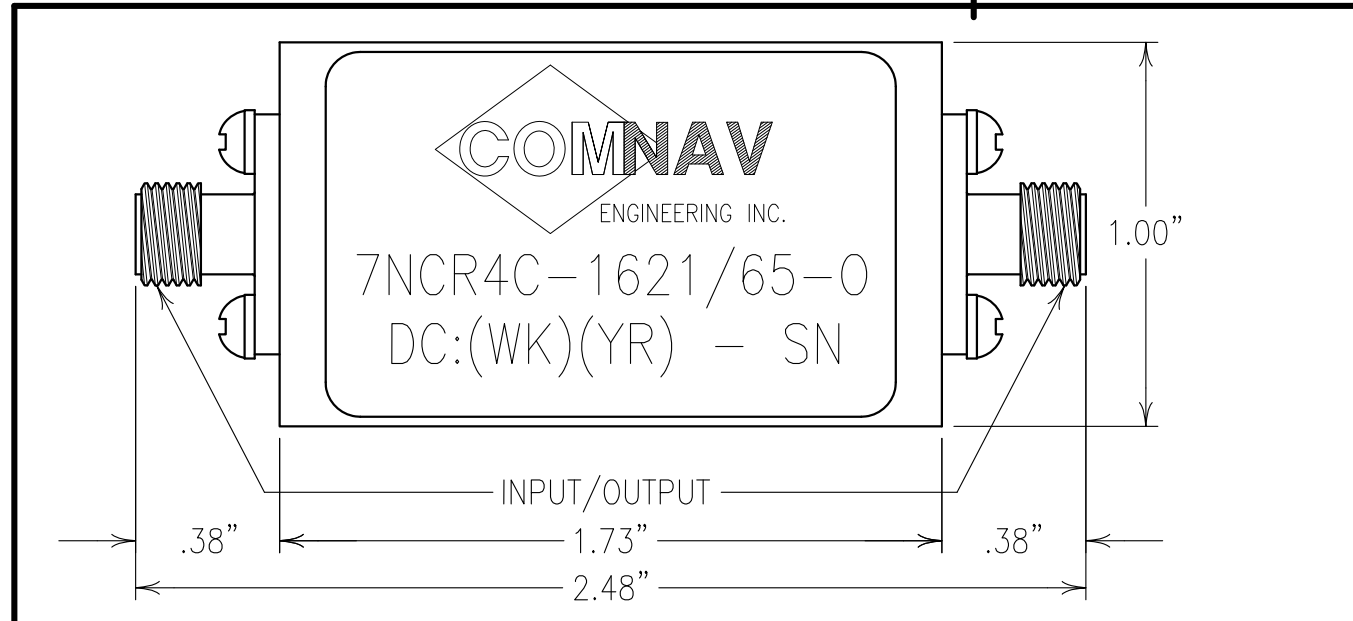 COMNAV
ENGINEERING INC.
7NCR4C-1621/65-0
DC:(WK)(YR) - SN
1.00"
INPUT/OUTPUT
.38" 1.73" .38"
2.48"